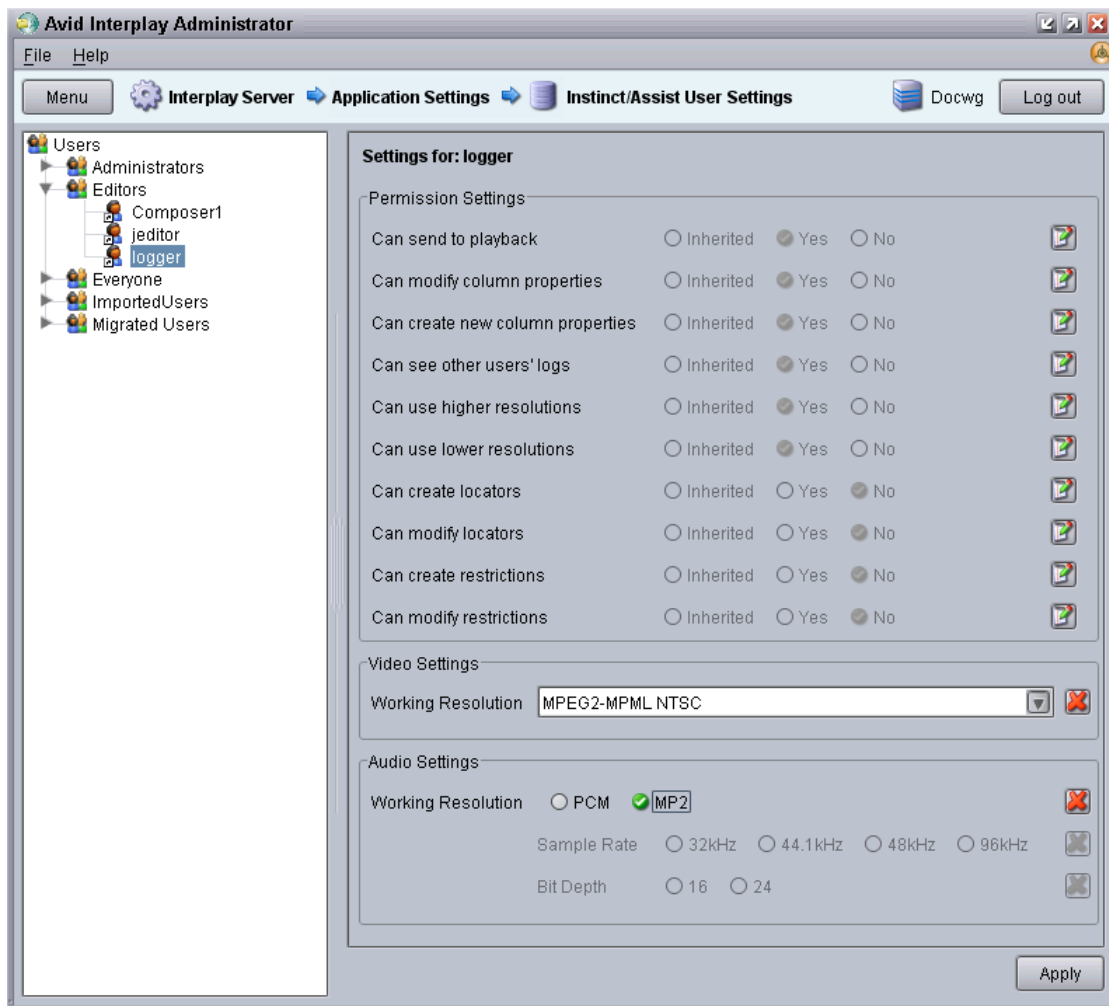 Avid Interplay Administrator
File Help
Menu Interplay Server Application Settings Instinct/Assist User Settings Docwg Log out
Users
Administrators
Editors
Composer1
jeditor
logger
Everyone
ImportedUsers
Migrated Users
Settings for: logger
Permission Settings
Can send to playback Inherited Yes No
Can modify column properties Inherited Yes No
Can create new column properties Inherited Yes No
Can see other users' logs Inherited Yes No
Can use higher resolutions Inherited Yes No
Can use lower resolutions Inherited Yes No
Can create locators Inherited Yes No
Can modify locators Inherited Yes No
Can create restrictions Inherited Yes No
Can modify restrictions Inherited Yes No
Video Settings
Working Resolution MPEG2-MPML NTSC
Audio Settings
Working Resolution PCM MP2
Sample Rate 32kHz 44.1kHz 48kHz 96kHz
Bit Depth 16 24
Apply